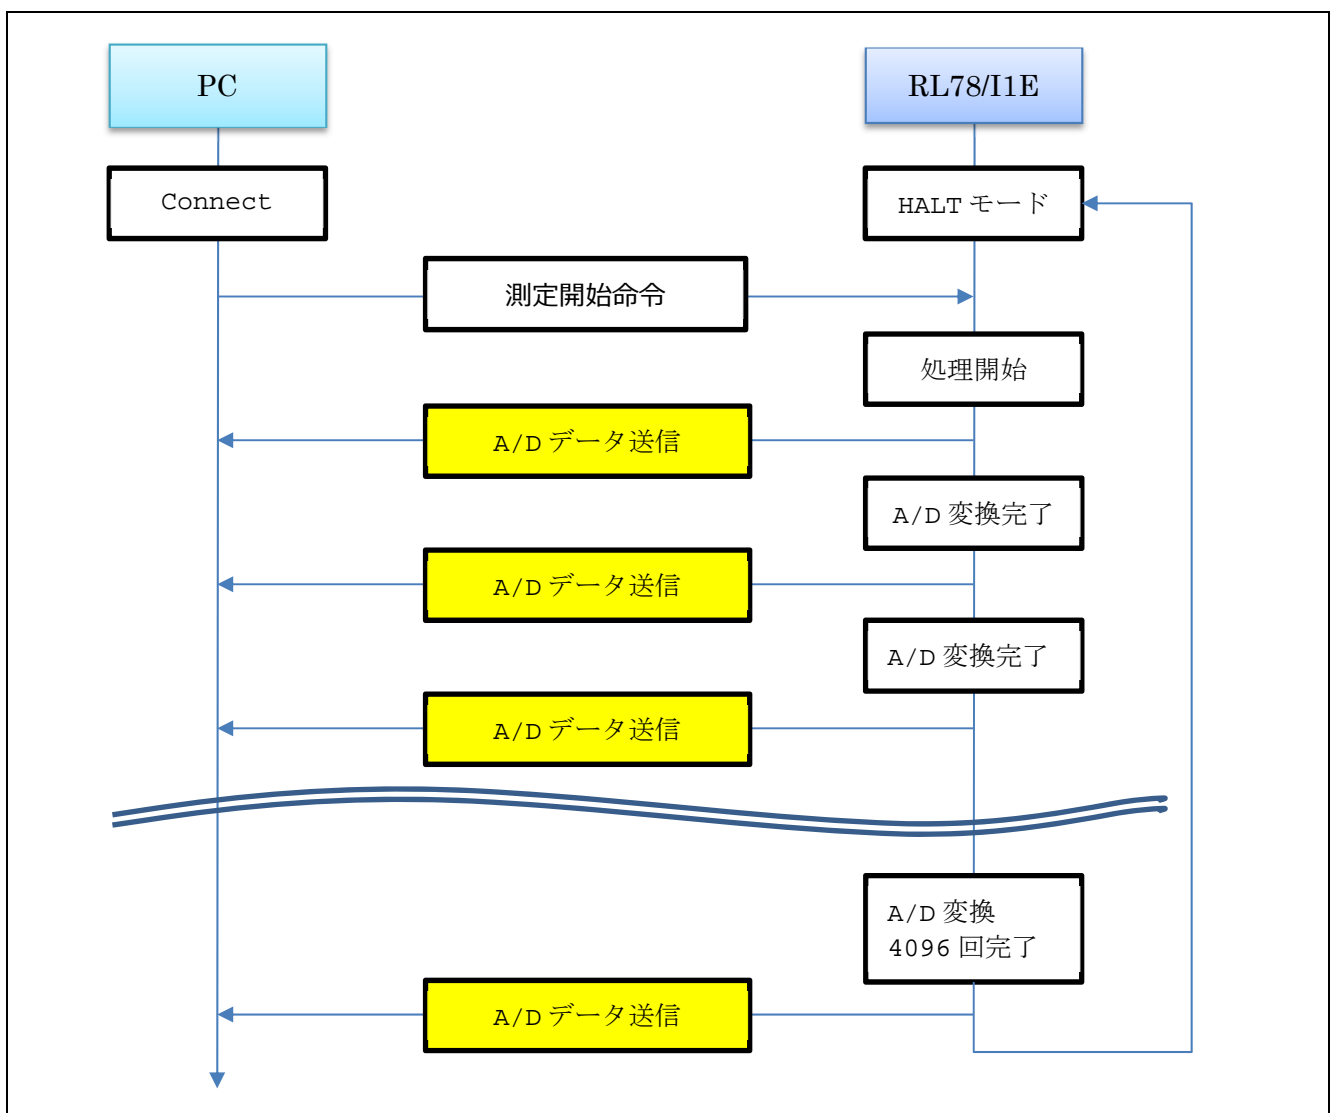 PC
RL78/I1E
Connect
HALT モード
測定開始命令
処理開始
A/D データ送信
A/D 変換完了
A/D データ送信
A/D 変換完了
A/D データ送信
A/D 変換
4096 回完了
A/D データ送信